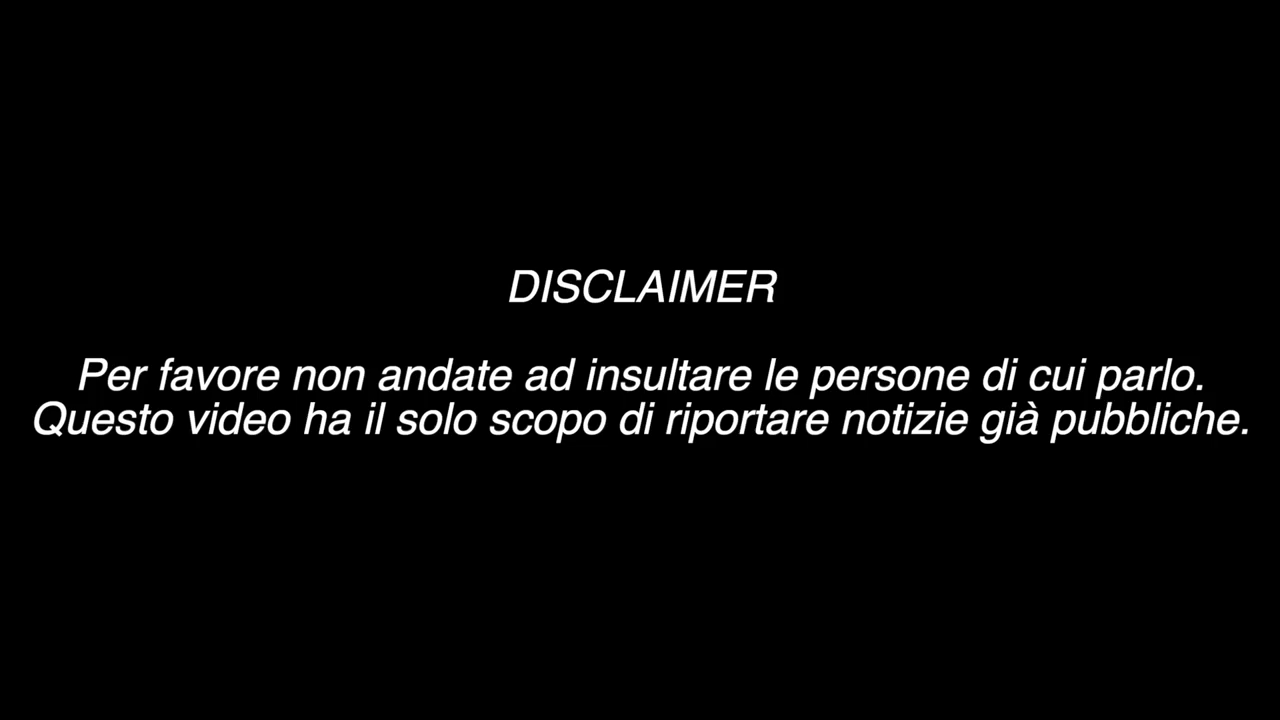 DISCLAIMER
Per favore non andate ad insultare le persone di cui parlo.
Questo video ha il solo scopo di riportare notizie già pubbliche.